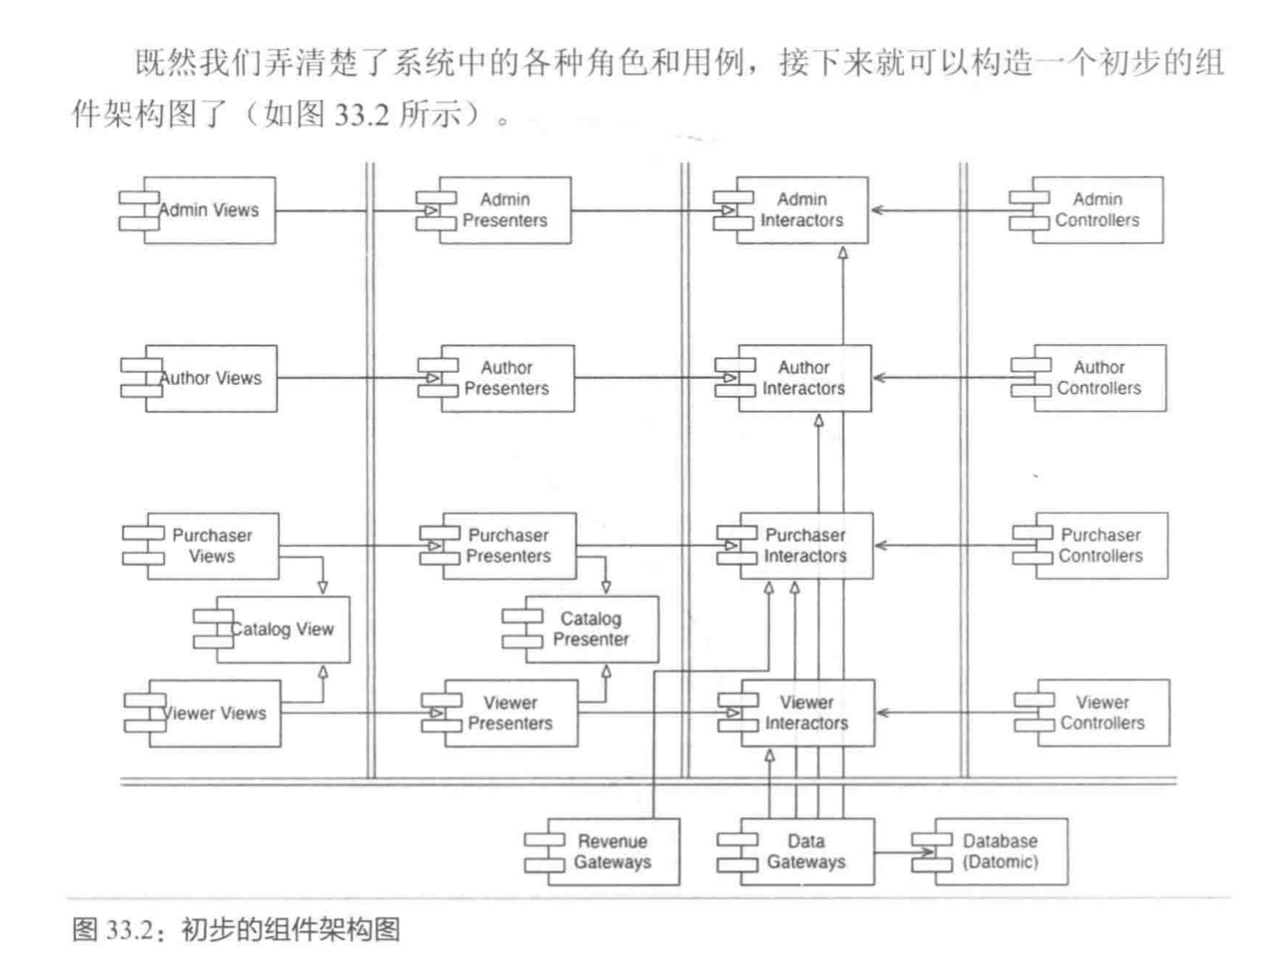 既然我们弄清楚了系统中的各种角色和用例，接下来就可以构造一个初步的组
件架构图了（如图 33.2 所示）。
Admin Views
Admin
Presenters
Admin
Interactors
Admin
Controllers
Author Views
Author
Presenters
Author
Interactors
Author
Controllers
Purchaser
Views
Purchaser
Presenters
Purchaser
Interactors
Purchaser
Controllers
Catalog View
Catalog
Presenter
Viewer Views
Viewer
Presenters
Viewer
Interactors
Viewer
Controllers
Revenue
Gateways
Data
Gateways
Database
(Datomic)
图 33.2：初步的组件架构图